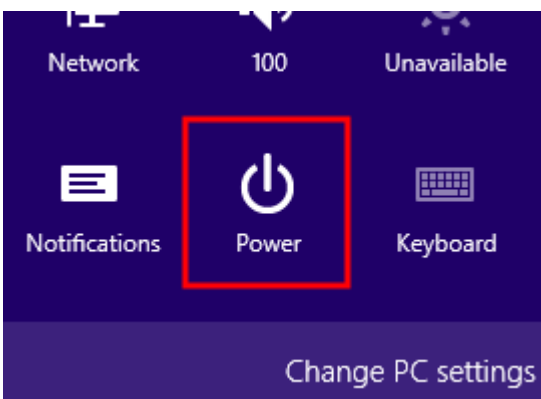 Network 100 Unavailable
Notifications Power Keyboard
Change PC settings